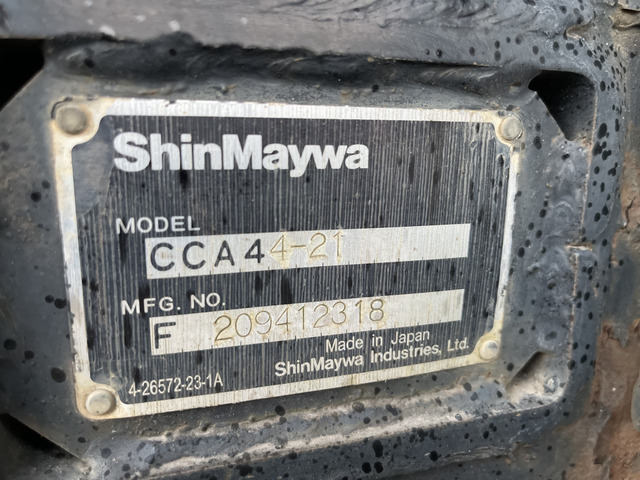 ShinMaywa
MODEL
CCA44-21
MFG. NO.
F 209412318
Made in Japan
ShinMaywa Industries, Ltd.
4-26572-23-1A